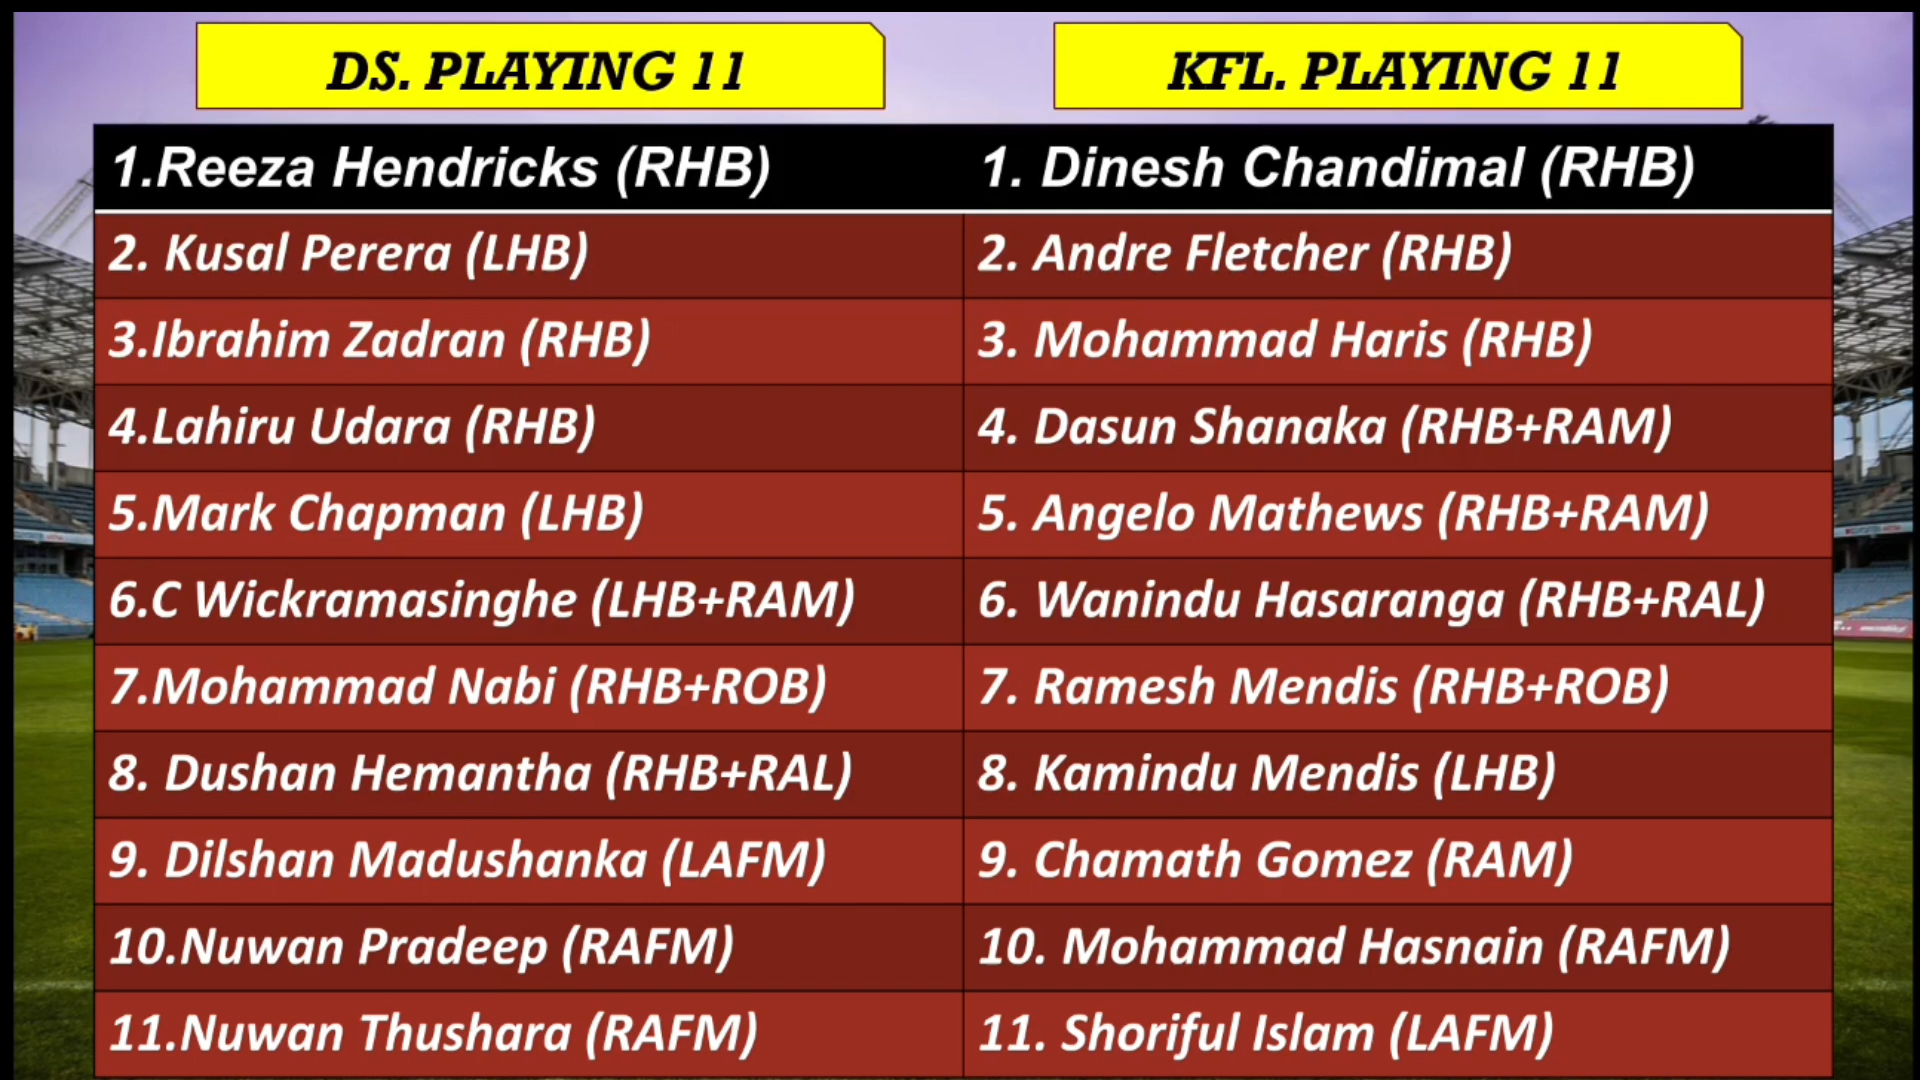 DS. PLAYING 11
KFL. PLAYING 11
1.Reeza Hendricks (RHB)
1. Dinesh Chandimal (RHB)
2. Kusal Perera (LHB)
2. Andre Fletcher (RHB)
3.Ibrahim Zadran (RHB)
3. Mohammad Haris (RHB)
4.Lahiru Udara (RHB)
4. Dasun Shanaka (RHB+RAM)
5.Mark Chapman (LHB)
5. Angelo Mathews (RHB+RAM)
6.C Wickramasinghe (LHB+RAM)
6. Wanindu Hasaranga (RHB+RAL)
7.Mohammad Nabi (RHB+ROB)
7. Ramesh Mendis (RHB+ROB)
8. Dushan Hemantha (RHB+RAL)
8. Kamindu Mendis (LHB)
9. Dilshan Madushanka (LAFM)
9. Chamath Gomez (RAM)
10.Nuwan Pradeep (RAFM)
10. Mohammad Hasnain (RAFM)
11.Nuwan Thushara (RAFM)
11. Shoriful Islam (LAFM)